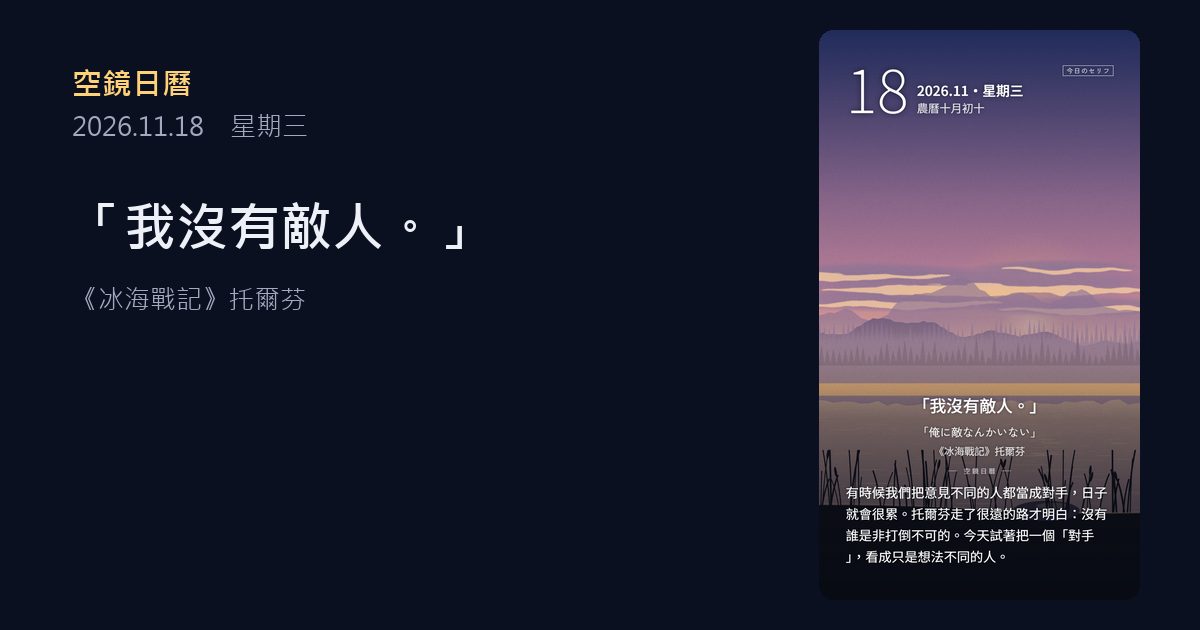 空鏡日曆
2026.11.18 星期三
「我沒有敵人。」
《冰海戰記》托爾芬
今日のセリフ
18
2026.11・星期三
農曆十月初十
「我沒有敵人。」
「俺に敵なんかいない」
《冰海戰記》托爾芬
— 空鏡日曆 —
有時候我們把意見不同的人都當成對手，日子
就會很累。托爾芬走了很遠的路才明白：沒有
誰是非打倒不可的。今天試著把一個「對手
」，看成只是想法不同的人。